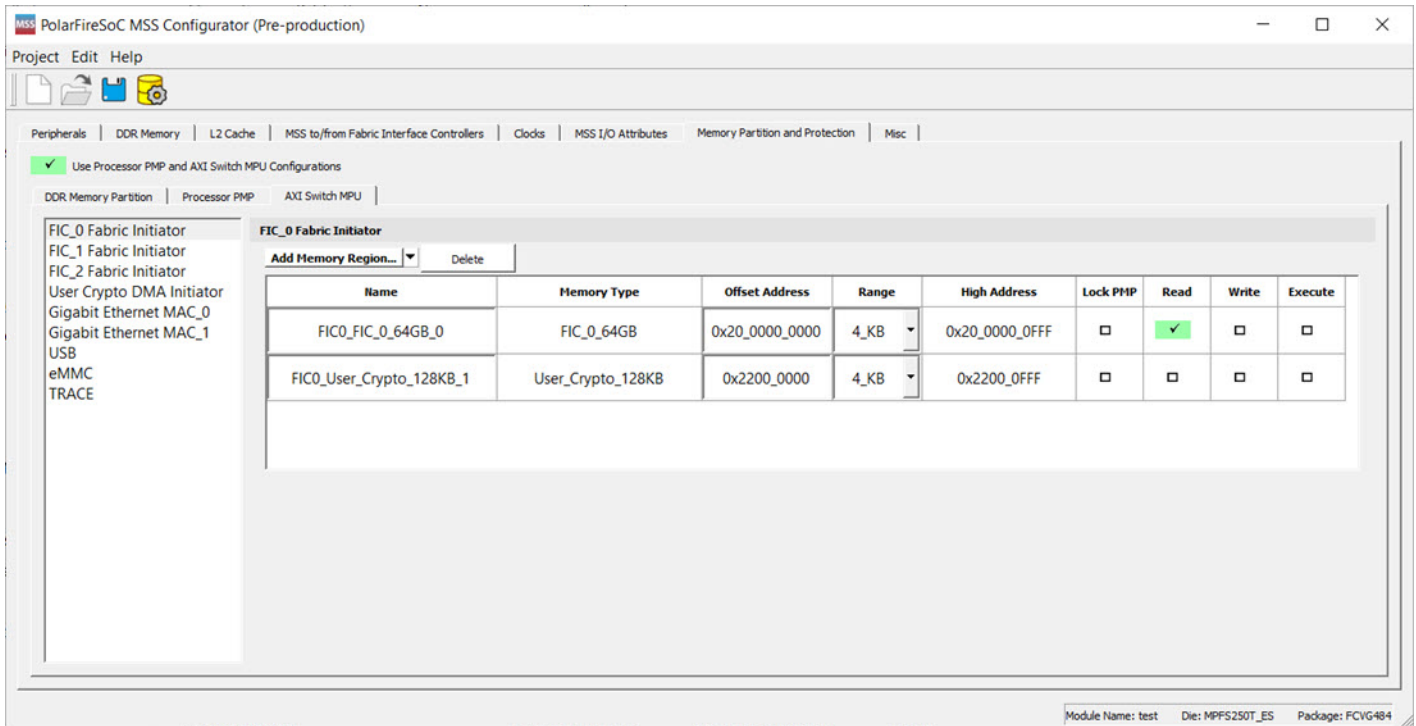 MSS PolarFireSoC MSS Configurator (Pre-production)
Project Edit Help
Peripherals DDR Memory L2 Cache MSS to/from Fabric Interface Controllers Clocks MSS I/O Attributes Memory Partition and Protection Misc
Use Processor PMP and AXI Switch MPU Configurations
DDR Memory Partition Processor PMP AXI Switch MPU
FIC_0 Fabric Initiator
FIC_1 Fabric Initiator
FIC_2 Fabric Initiator
User Crypto DMA Initiator
Gigabit Ethernet MAC_0
Gigabit Ethernet MAC_1
USB
eMMC
TRACE
FIC_0 Fabric Initiator
Add Memory Region... Delete
Name Memory Type Offset Address Range High Address Lock PMP Read Write Execute
FIC0_FIC_0_64GB_0 FIC_0_64GB 0x20_0000_0000 4_KB 0x20_0000_0FFF
FIC0_User_Crypto_128KB_1 User_Crypto_128KB 0x2200_0000 4_KB 0x2200_0FFF
Module Name: test Die: MPFS250T_ES Package: FCVG484